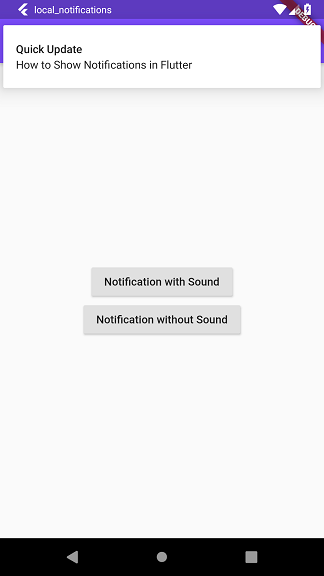 local_notifications
DEBUG
Quick Update
How to Show Notifications in Flutter
Notification with Sound
Notification without Sound